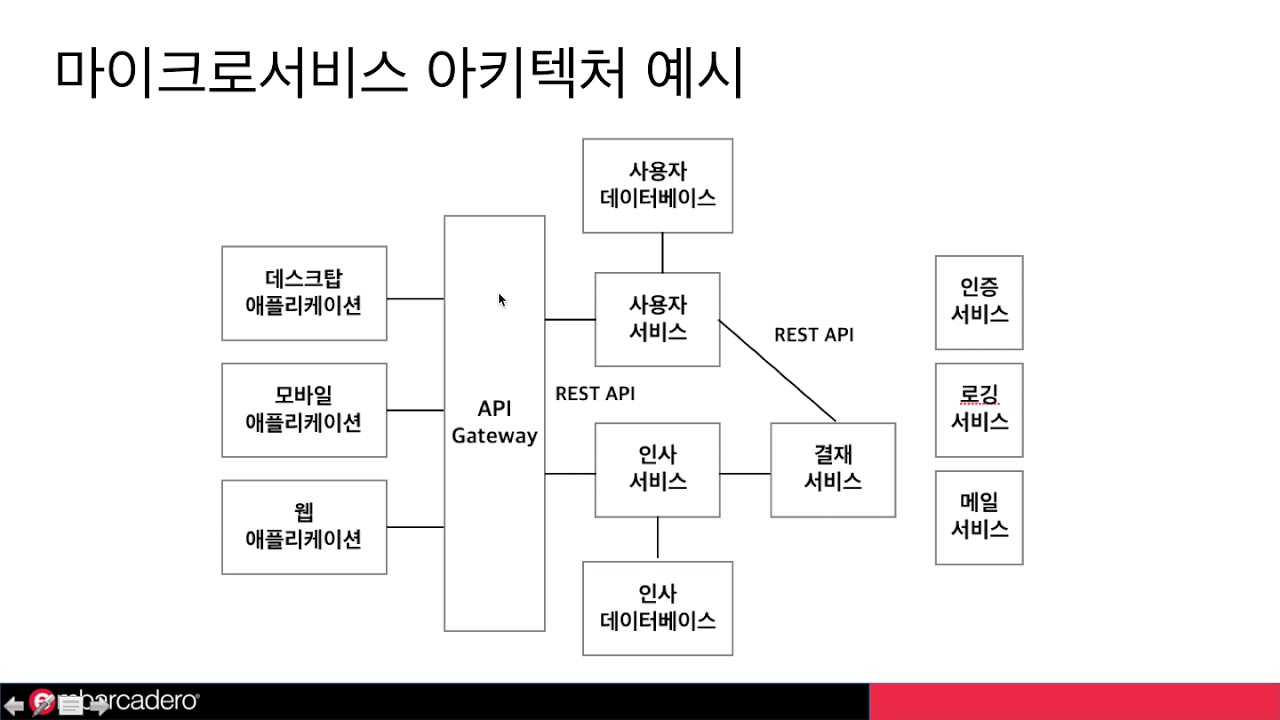 마이크로서비스 아키텍처 예시
사용자
데이터베이스
데스크탑
애플리케이션
사용자
서비스
인증
서비스
REST API
모바일
애플리케이션
API
Gateway
REST API
로깅
서비스
인사
서비스
결재
서비스
웹
애플리케이션
메일
서비스
인사
데이터베이스
embarcadero®